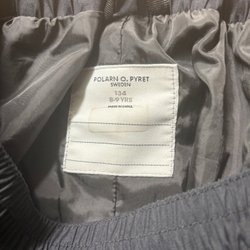 POLARN O. PYRET
SWEDEN
134
8-9 YRS
MADE IN CHINA